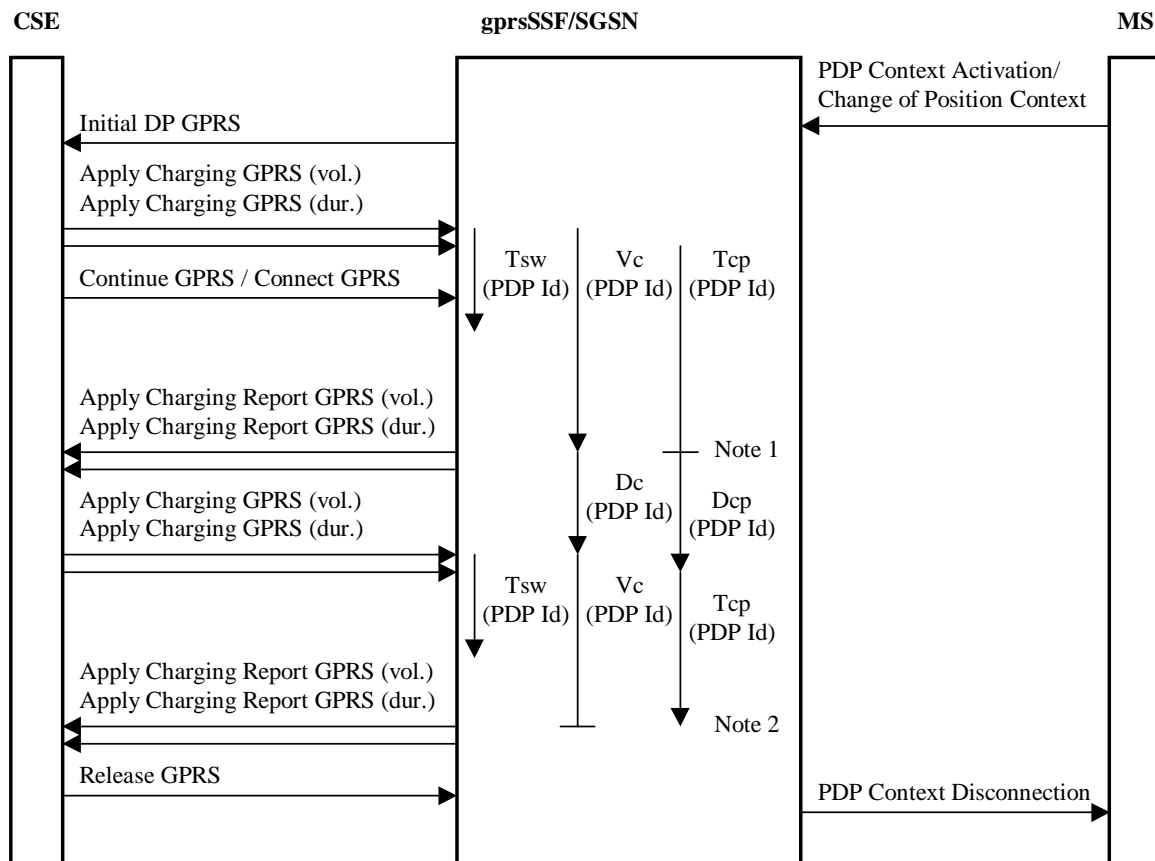 CSE
gprsSSF/SGSN
MS
PDP Context Activation/
Change of Position Context
Initial DP GPRS
Apply Charging GPRS (vol.)
Apply Charging GPRS (dur.)
Tsw
(PDP Id)
Vc
(PDP Id)
Tcp
(PDP Id)
Continue GPRS / Connect GPRS
Apply Charging Report GPRS (vol.)
Apply Charging Report GPRS (dur.)
Note 1
Dc
(PDP Id)
Dcp
(PDP Id)
Apply Charging GPRS (vol.)
Apply Charging GPRS (dur.)
Tsw
(PDP Id)
Vc
(PDP Id)
Tcp
(PDP Id)
Apply Charging Report GPRS (vol.)
Apply Charging Report GPRS (dur.)
Note 2
Release GPRS
PDP Context Disconnection